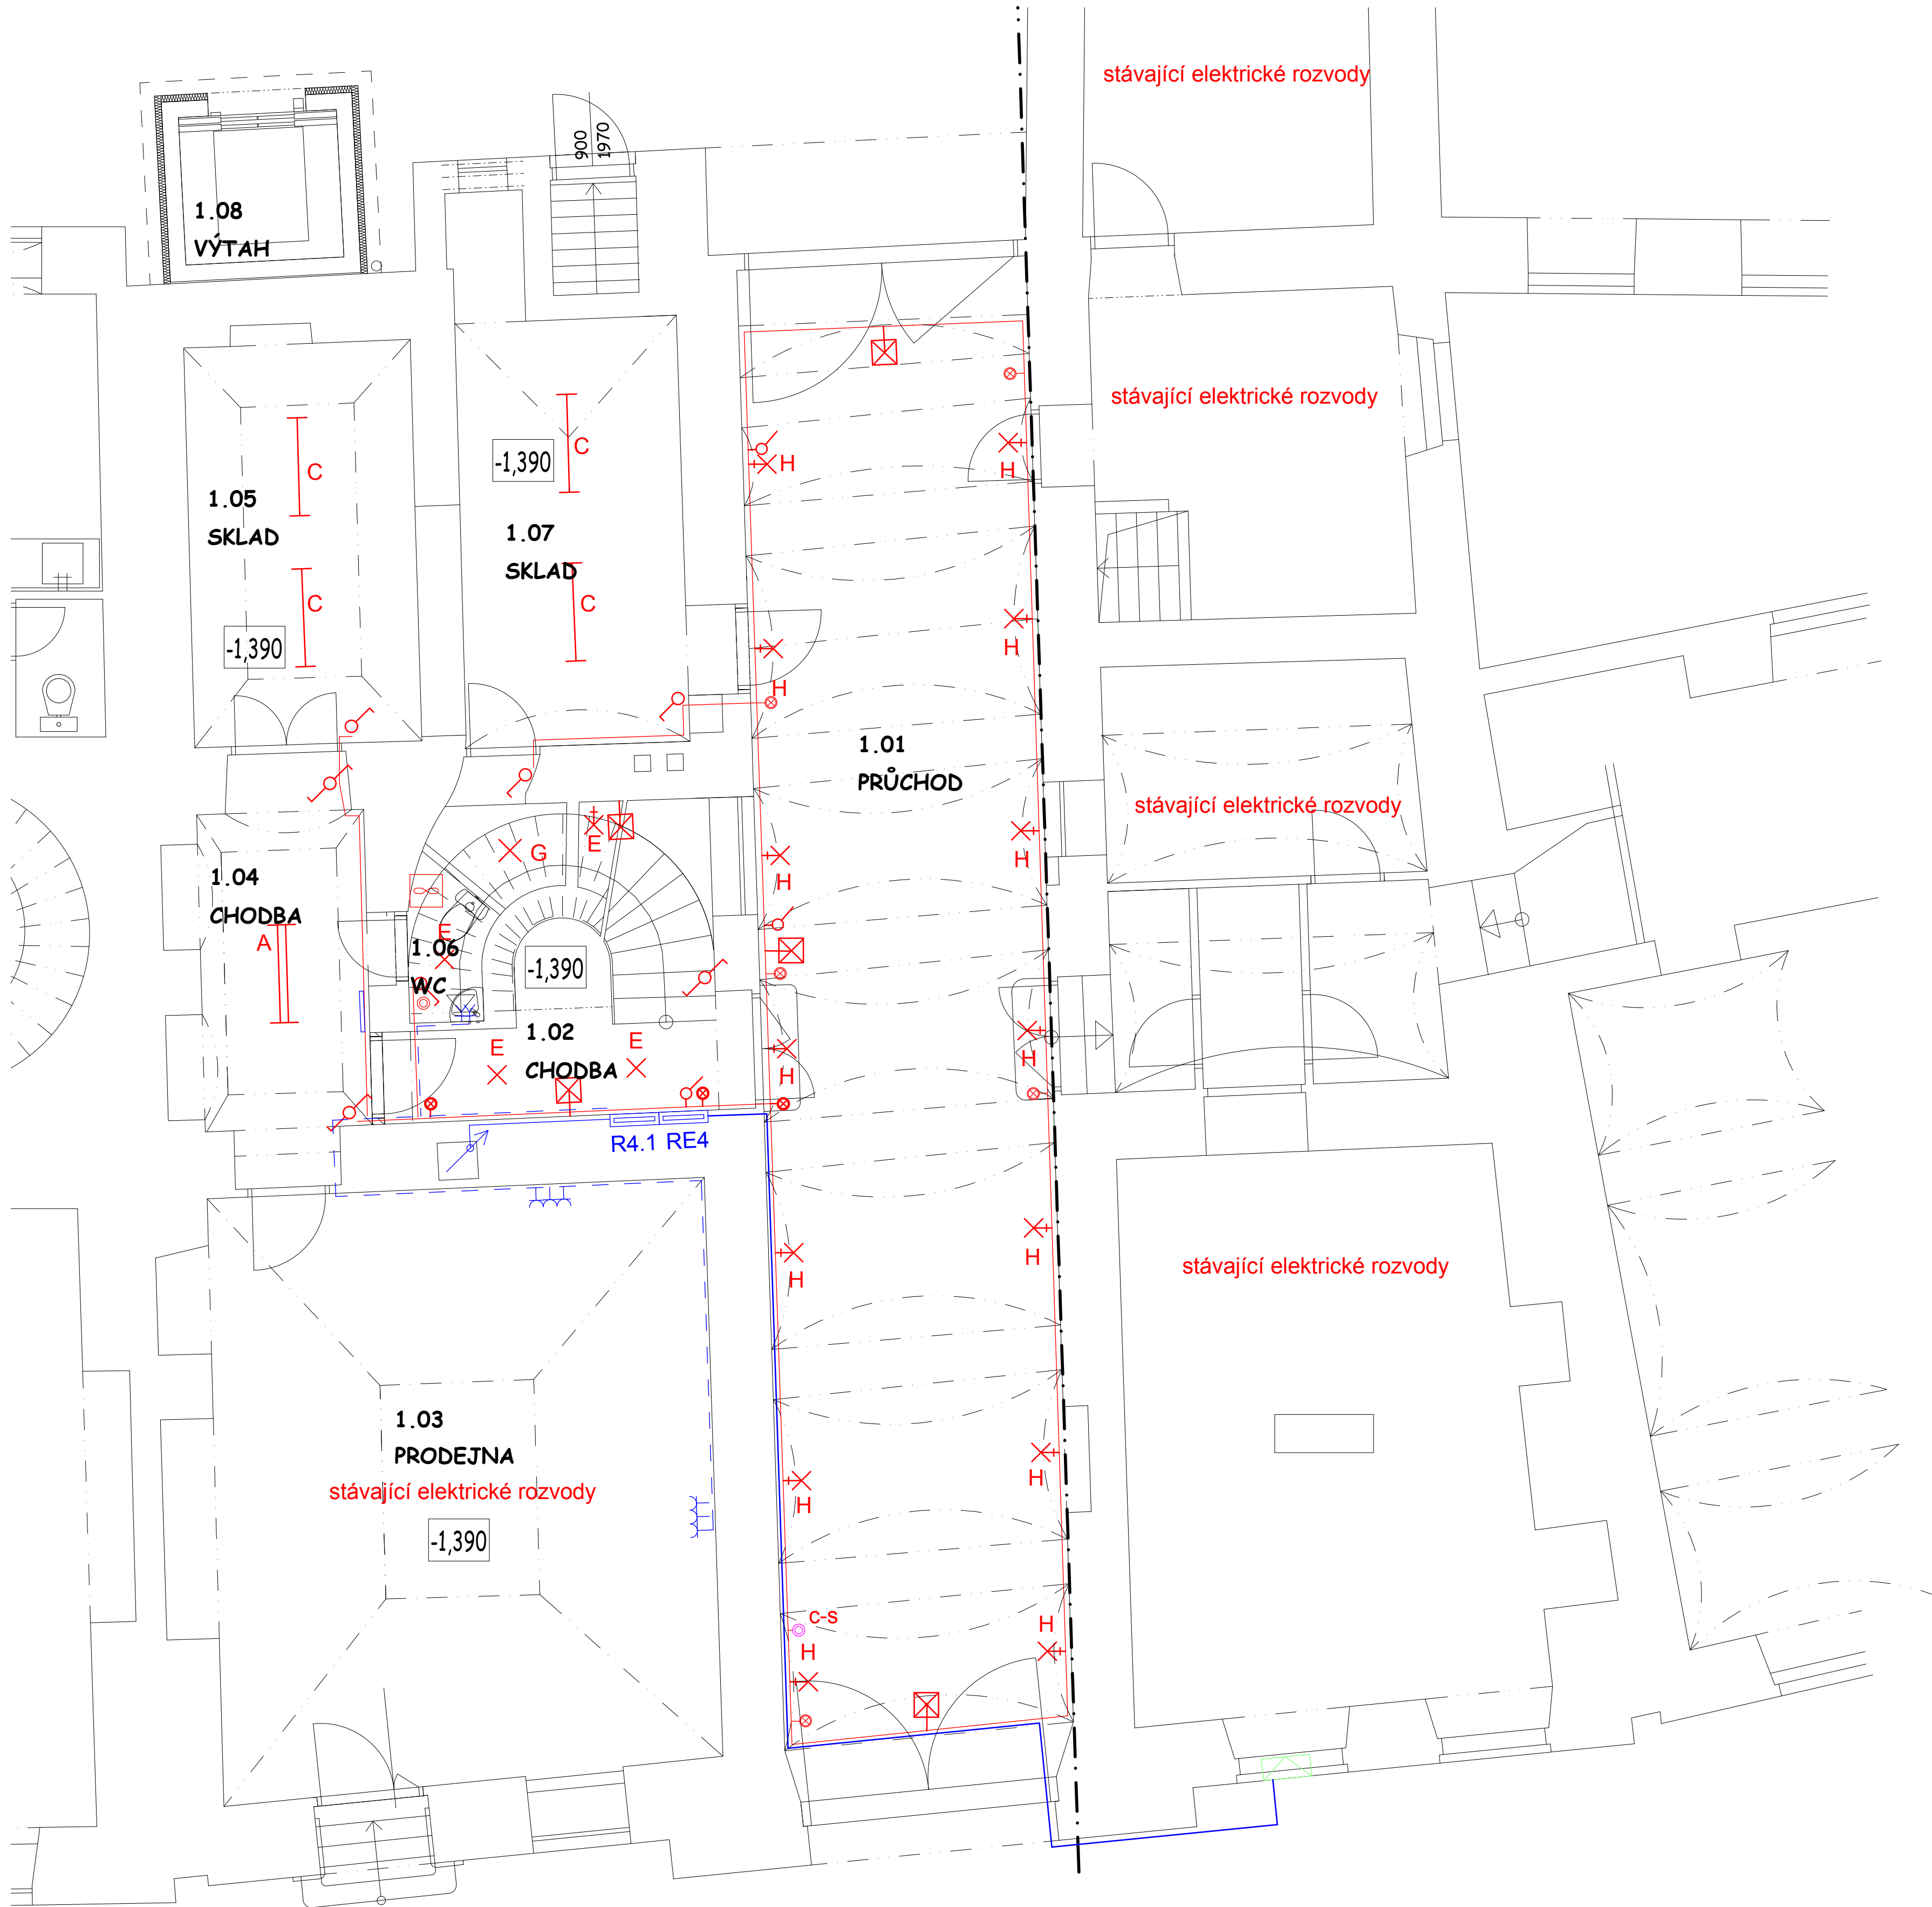 stávající elektrické rozvody
900
1970
1.08
VÝTAH
stávající elektrické rozvody
C
-1,390
C
H
H
1.05
SKLAD
1.07
SKLAD
C
C
-1,390
H
H
1.01
PRŮCHOD
stávající elektrické rozvody
E
G
H
H
1.04
CHODBA
A
E
1.06
WC
-1,390
1.02
CHODBA
E
E
H
H
R4.1 RE4
H
H
stávající elektrické rozvody
1.03
PRODEJNA
stávající elektrické rozvody
-1,390
H
H
c-s
H
H